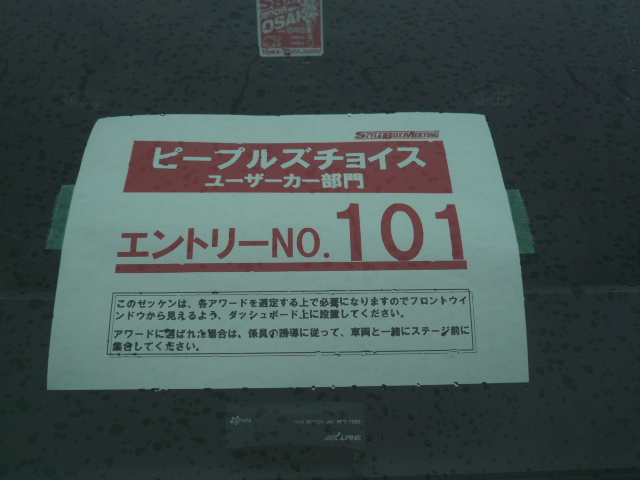 OSAKA
STYLE BOX MEETING
ピープルズチョイス
ユーザーカー部門
エントリーNO. 101
このゼッケンは、各アワードを選定する上で必要になりますのでフロントウイ
ンドウから見えるよう、ダッシュボード上に設置してください。
アワードに選ばれた場合は、係員の誘導に従って、車両と一緒にステージ前に
集合してください。
ALPINE